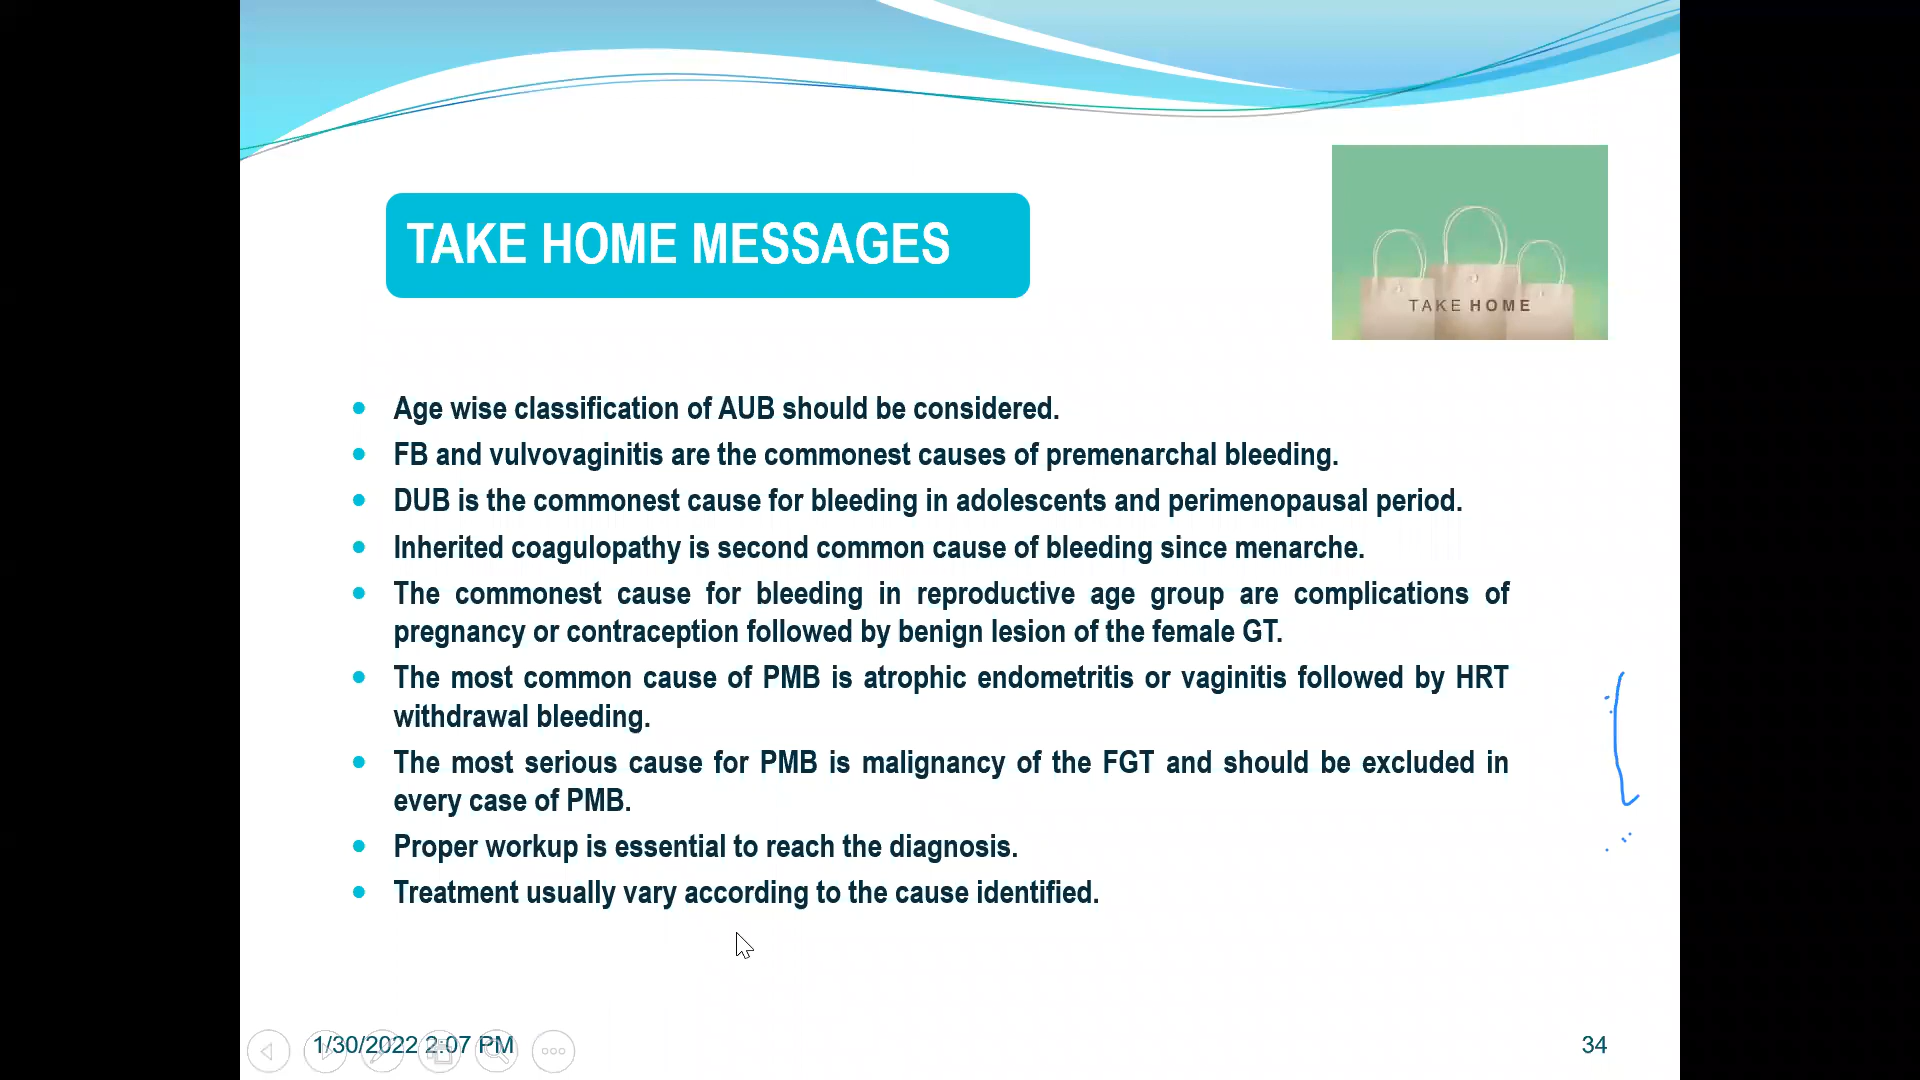 TAKE HOME MESSAGES
TAKE HOME
Age wise classification of AUB should be considered.
FB and vulvovaginitis are the commonest causes of premenarchal bleeding.
DUB is the commonest cause for bleeding in adolescents and perimenopausal period.
Inherited coagulopathy is second common cause of bleeding since menarche.
The commonest cause for bleeding in reproductive age group are complications of
pregnancy or contraception followed by benign lesion of the female GT.
The most common cause of PMB is atrophic endometritis or vaginitis followed by HRT
withdrawal bleeding.
The most serious cause for PMB is malignancy of the FGT and should be excluded in
every case of PMB.
Proper workup is essential to reach the diagnosis.
Treatment usually vary according to the cause identified.
1/30/2022 2:07 PM
34